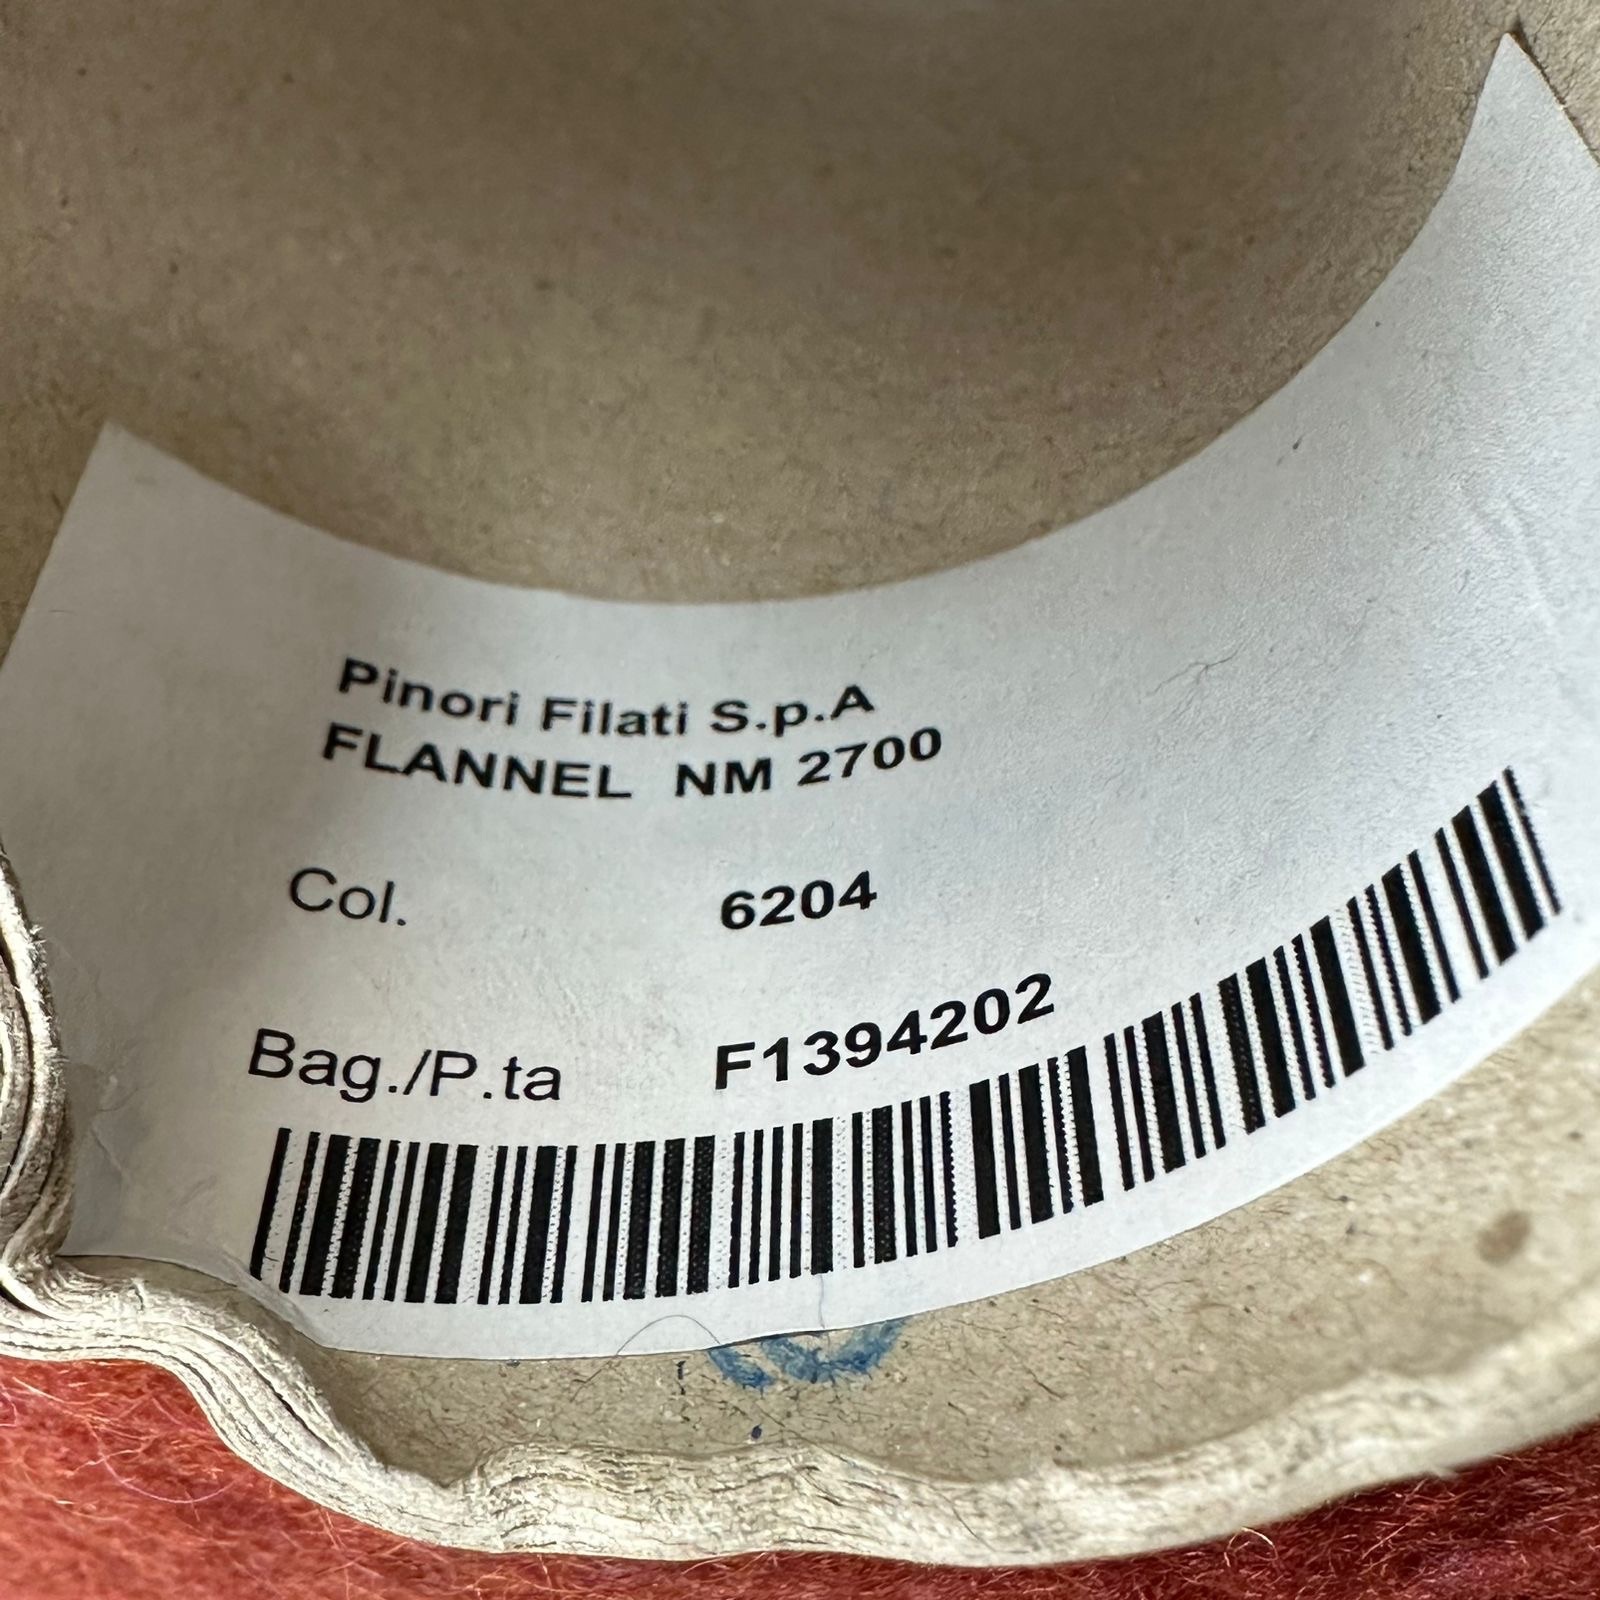 Pinori Filati S.p.A
FLANNEL NM 2700
Col. 6204
Bag./P.ta F1394202